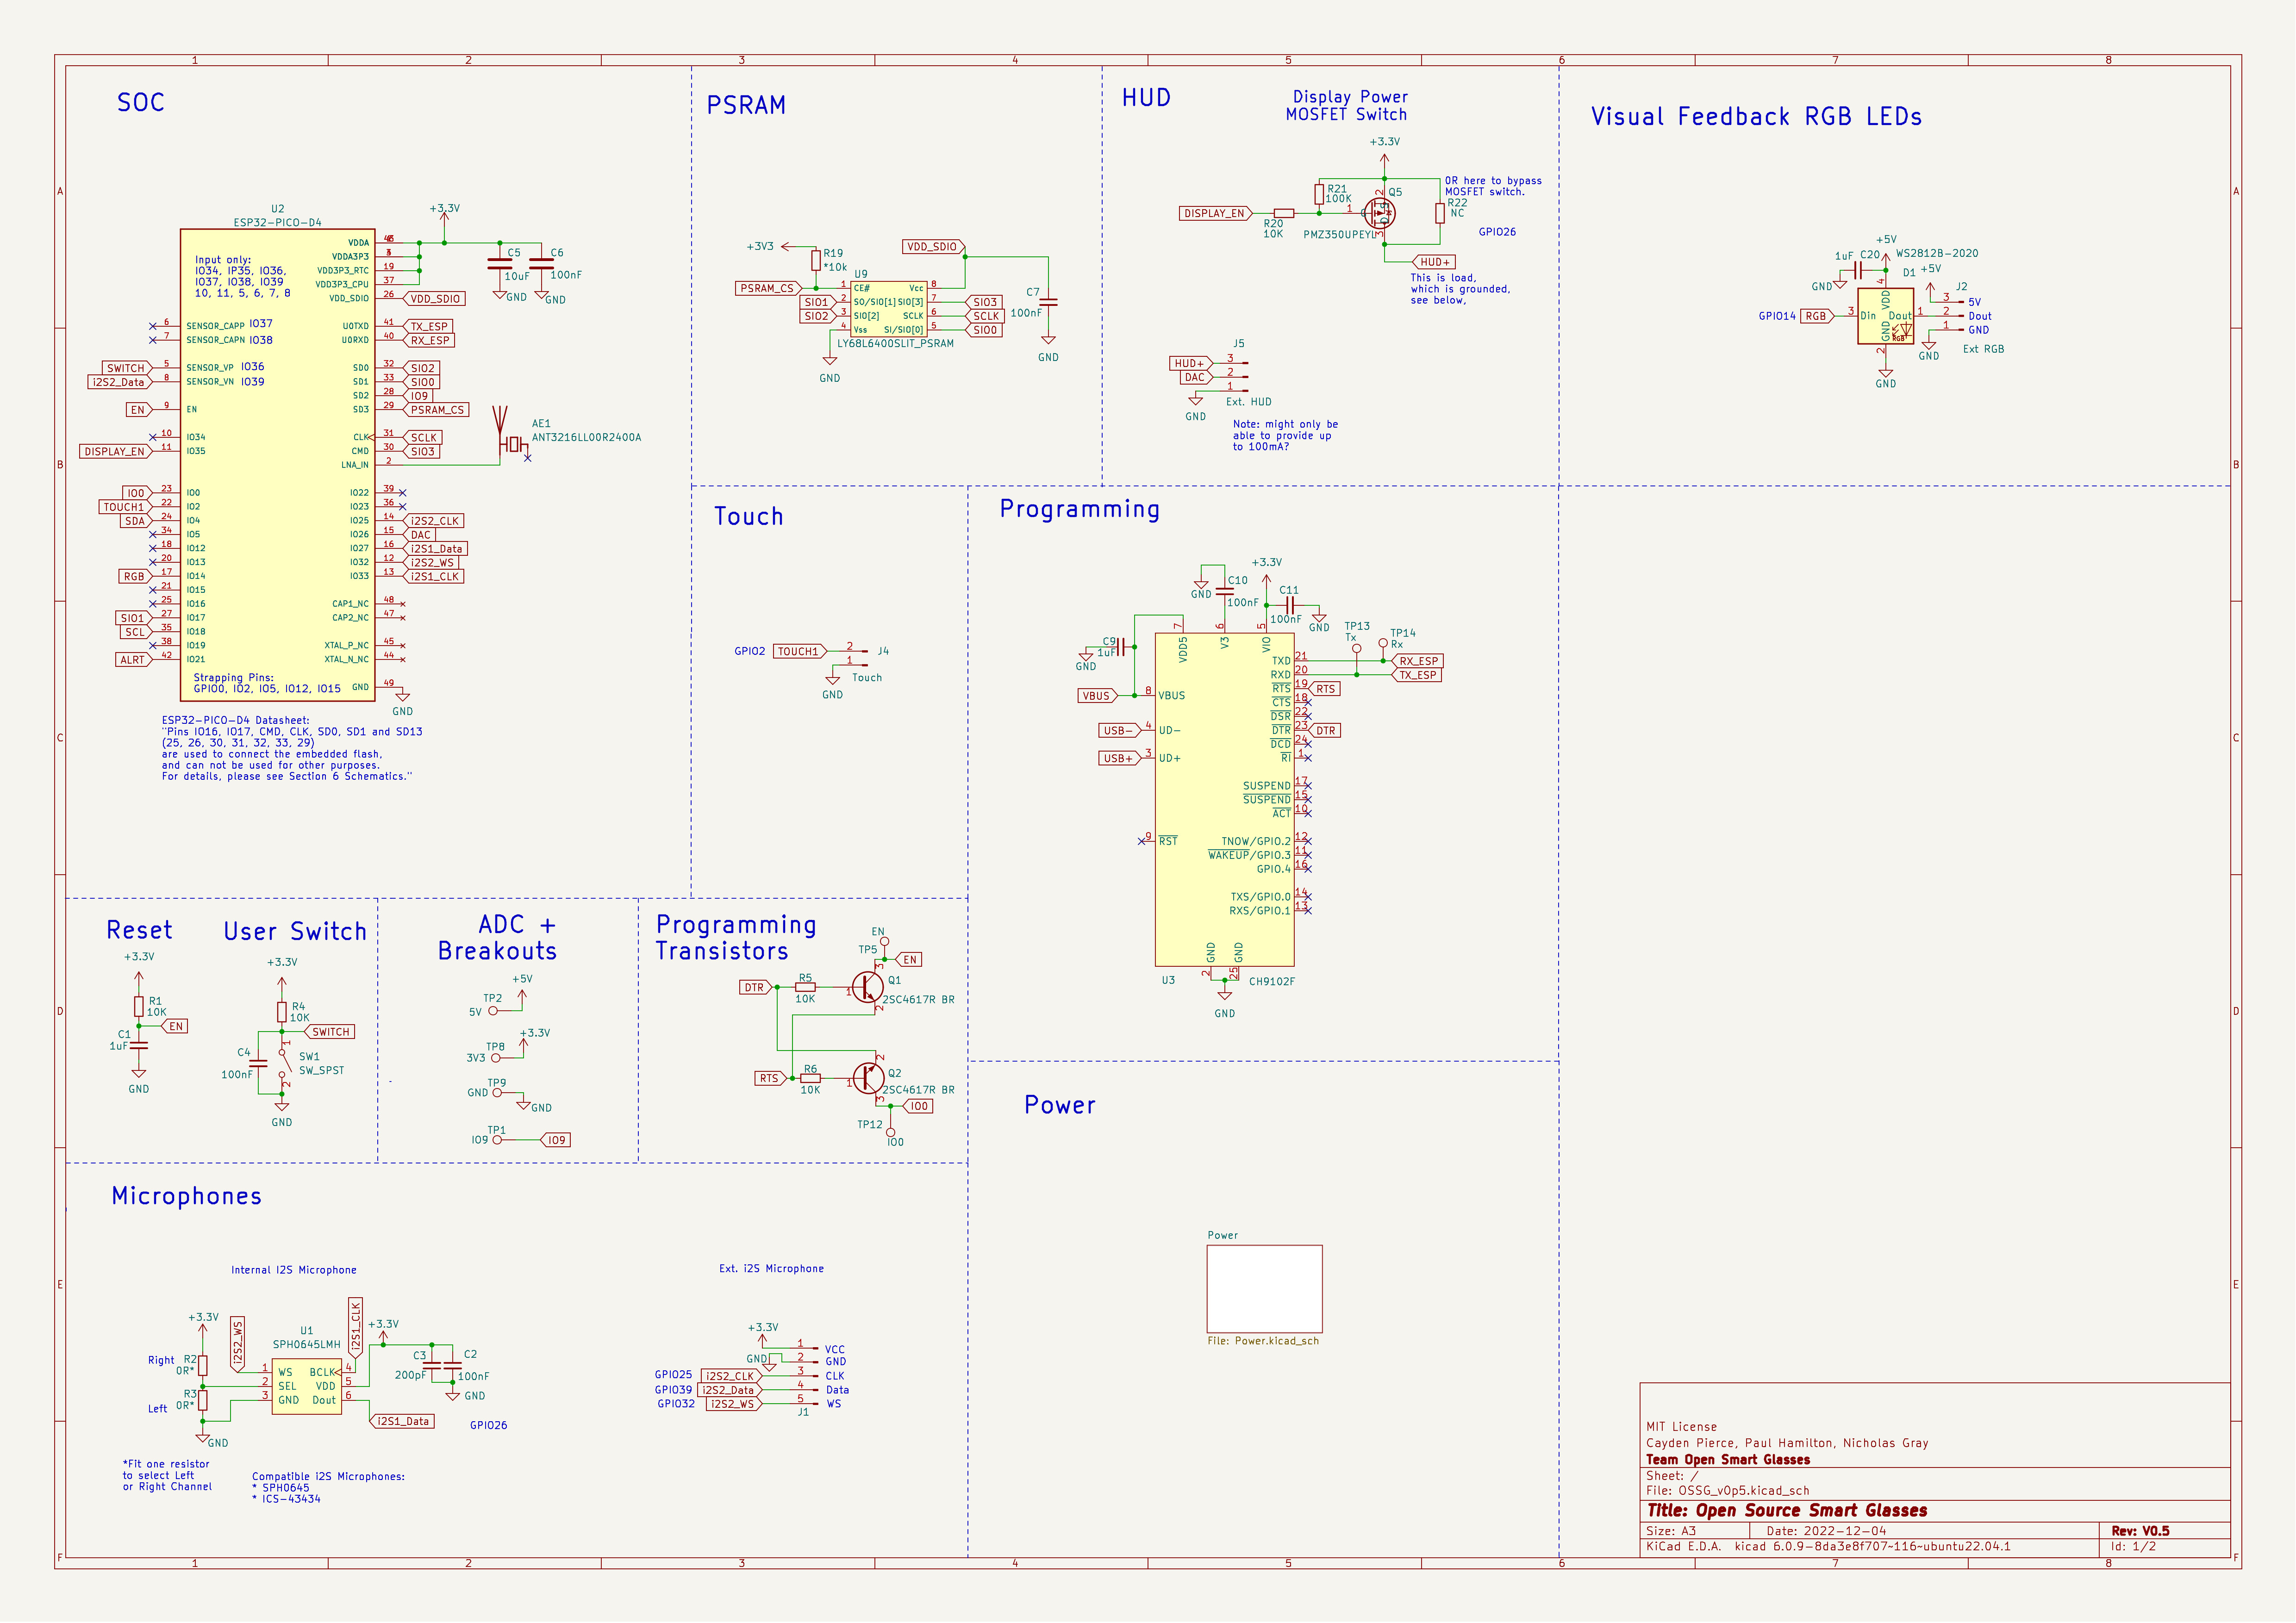 1 2 3 4 5 6 7 8
A
B
C
D
E
F
SOC
U2
ESP32-PICO-D4
+3.3V
Input only:
IO34, IP35, IO36,
IO37, IO38, IO39
10, 11, 5, 6, 7, 8
VDDA
VDDA3P3
19 VDD3P3_RTC
37 VDD3P3_CPU
26 VDD_SDIO VDD_SDIO
C5
10uF
GND
C6
100nF
GND
6 SENSOR_CAPP IO37
7 SENSOR_CAPN IO38
SWITCH 5 SENSOR_VP IO36
i2S2_Data 8 SENSOR_VN IO39
EN 9 EN
10 IO34
DISPLAY_EN 11 IO35
IO0 23 IO0
TOUCH1 22 IO2
SDA 24 IO4
34 IO5
18 IO12
20 IO13
RGB 17 IO14
21 IO15
25 IO16
SIO1 27 IO17
SCL 35 IO18
38 IO19
ALRT 42 IO21
U0TXD 41 TX_ESP
U0RXD 40 RX_ESP
SD0 32 SIO2
SD1 33 SIO0
SD2 28 IO9
SD3 29 PSRAM_CS
CLK 31 SCLK
CMD 30 SIO3
LNA_IN 2
AE1
ANT3216LL00R2400A
IO22 39
IO23 36
IO25 14 i2S2_CLK
IO26 15 DAC
IO27 16 i2S1_Data
IO32 12 i2S2_WS
IO33 13 i2S1_CLK
CAP1_NC 48
CAP2_NC 47
XTAL_P_NC 45
XTAL_N_NC 44
GND 49
GND
Strapping Pins:
GPIO0, IO2, IO5, IO12, IO15
ESP32-PICO-D4 Datasheet:
"Pins IO16, IO17, CMD, CLK, SD0, SD1 and SD13
(25, 26, 30, 31, 32, 33, 29)
are used to connect the embedded flash,
and can not be used for other purposes.
For details, please see Section 6 Schematics."
PSRAM
+3V3
R19
*10k
VDD_SDIO
U9
PSRAM_CS 1 CE# Vcc 8
SIO1 2 SO/SIO[1] SIO[3] 7 SIO3
SIO2 3 SIO[2] SCLK 6 SCLK
4 Vss SI/SIO[0] 5 SIO0
LY68L6400SLIT_PSRAM
GND
C7
100nF
GND
HUD
Display Power
MOSFET Switch
+3.3V
R21
100K
2
Q5
0R here to bypass
MOSFET switch.
R22
NC
DISPLAY_EN
R20
10K
1
3
PMZ350UPEYL
GPIO26
HUD+
This is load,
which is grounded,
see below,
J5
HUD+ 3
DAC 2
1
GND
Ext. HUD
Note: might only be
able to provide up
to 100mA?
Visual Feedback RGB LEDs
+5V
1uF C20
WS2812B-2020
D1 +5V
GND
J2
GPIO14 RGB 3 Din VDD 4 Dout 1 GND 2
RGB
3 5V
2 Dout
1 GND
GND
GND
Ext RGB
Touch
GPIO2 TOUCH1 2 J4
1
GND
Touch
Programming
+3.3V
GND
C10
100nF
C11
100nF
GND
C9
1uF
GND
7 VDD5
6 V3
5 VIO
TP13
Tx
TP14
Rx
TXD 21 RX_ESP
RXD 20 TX_ESP
RTS 19 RTS
CTS 18
DSR 22
DTR 23 DTR
DCD 24
RI 1
SUSPEND 17
SUSPEND 15
ACT 10
TNOW/GPIO.2 12
WAKEUP/GPIO.3 11
GPIO.4 16
TXS/GPIO.0 14
RXS/GPIO.1 13
VBUS 8 VBUS
USB- 4 UD-
USB+ 3 UD+
9 RST
GND 2
GND 25
U3
CH9102F
GND
Reset
+3.3V
R1
10K
EN
C1
1uF
GND
User Switch
+3.3V
R4
10K
SWITCH
C4
100nF
1
SW1
SW_SPST
2
GND
ADC +
Breakouts
+5V
TP2
5V
+3.3V
TP8
3V3
TP9
GND
GND
TP1
IO9 IO9
Programming
Transistors
EN
TP5
EN
3
DTR
R5
10K
1
Q1
2SC4617R BR
2
2
RTS
R6
10K
1
Q2
2SC4617R BR
3
IO0
TP12
IO0
Power
Power
File: Power.kicad_sch
Microphones
Internal I2S Microphone
+3.3V
i2S2_WS
U1
SPH0645LMH
i2S1_CLK
+3.3V
Right
R2
0R*
R3
0R*
Left
GND
1 WS BCLK 4
2 SEL VDD 5
3 GND Dout 6
C3
200pF
C2
100nF
GND
i2S1_Data
GPIO26
*Fit one resistor
to select Left
or Right Channel
Compatible i2S Microphones:
* SPH0645
* ICS-43434
Ext. i2S Microphone
+3.3V
1 VCC
GND 2 GND
GPIO25 i2S2_CLK 3 CLK
GPIO39 i2S2_Data 4 Data
GPIO32 i2S2_WS 5 WS
J1
MIT License
Cayden Pierce, Paul Hamilton, Nicholas Gray
Team Open Smart Glasses
Sheet: /
File: OSSG_v0p5.kicad_sch
Title: Open Source Smart Glasses
Size: A3 Date: 2022-12-04 Rev: V0.5
KiCad E.D.A. kicad 6.0.9-8da3e8f707~116~ubuntu22.04.1 Id: 1/2
1 2 3 4 5 6 7 8
A
B
C
D
E
F